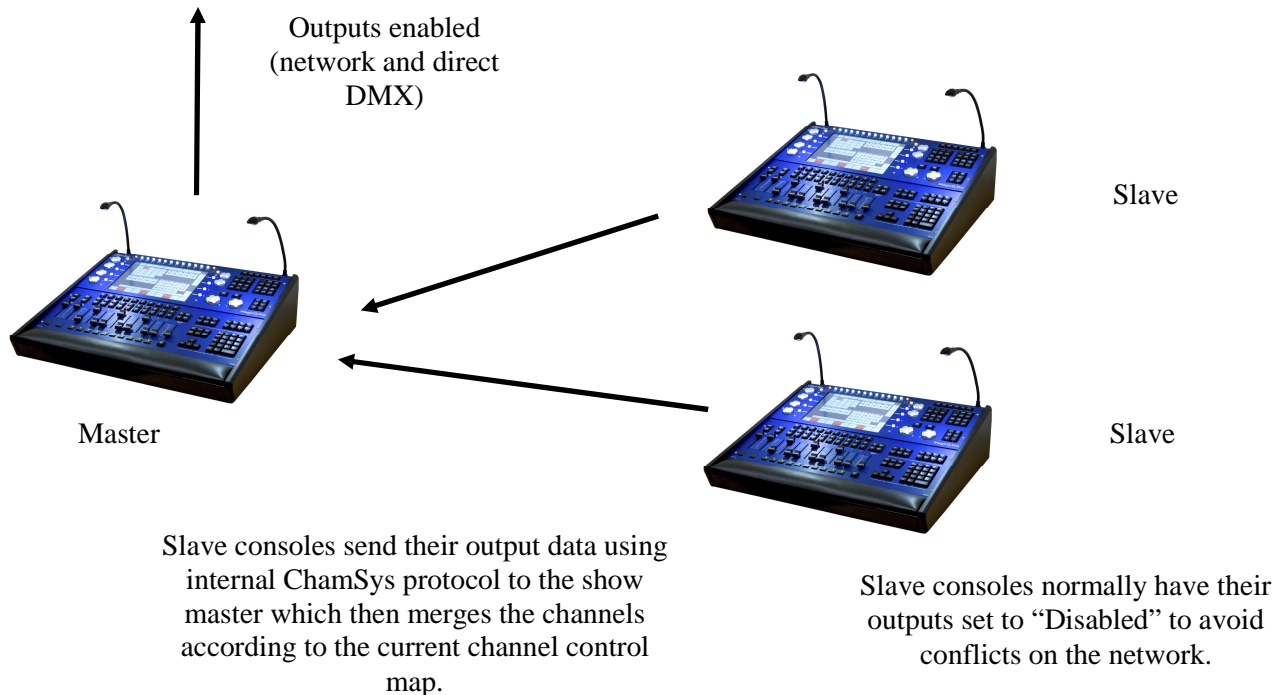 Outputs enabled
(network and direct
DMX)
Slave
Master
Slave
Slave consoles send their output data using
internal ChamSys protocol to the show
master which then merges the channels
according to the current channel control
map.
Slave consoles normally have their
outputs set to “Disabled” to avoid
conflicts on the network.